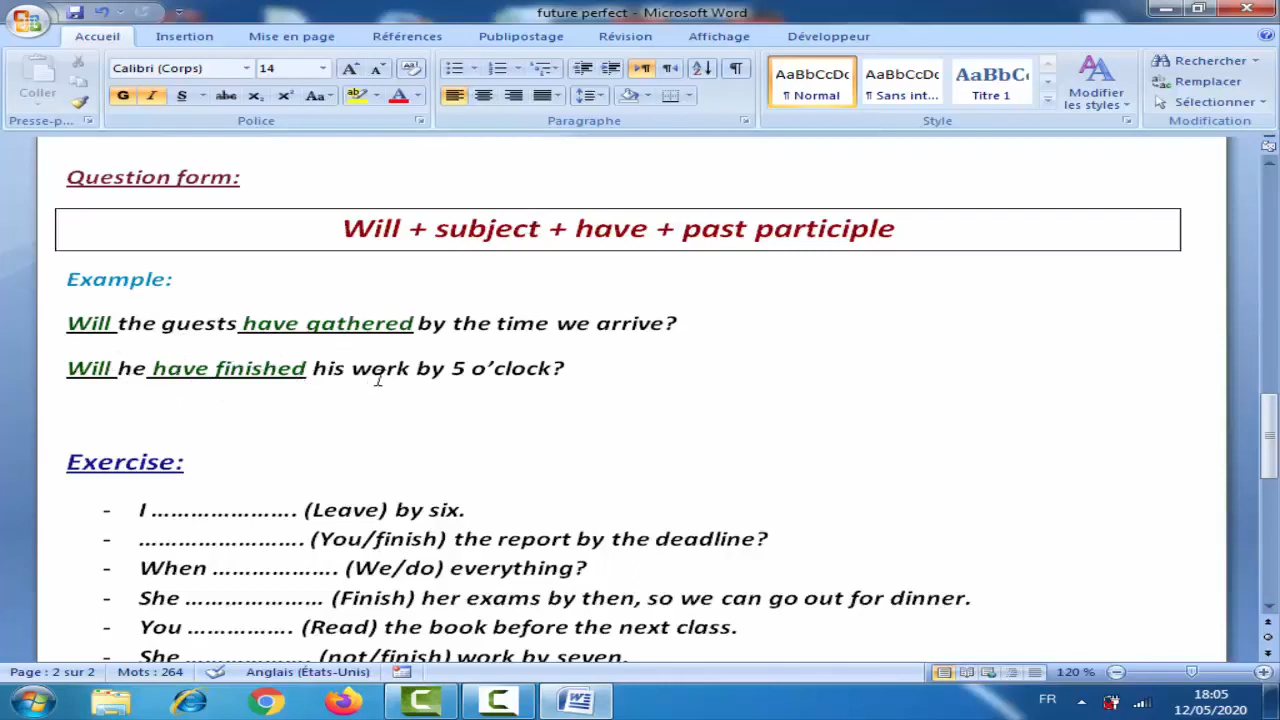 future perfect - Microsoft Word
Accueil Insertion Mise en page Références Publipostage Révision Affichage Développeur
Coller
Presse-p...
Calibri (Corps) 14
G I S abc X₂ X² Aa ab A
Police
Paragraphe
AaBbCcDc AaBbCcDc AaBbC
¶ Normal ¶ Sans int... Titre 1
Modifier les styles
Style
Rechercher
Remplacer
Sélectionner
Modification
Question form:
Will + subject + have + past participle
Example:
Will the guests have gathered by the time we arrive?
Will he have finished his work by 5 o’clock?
Exercise:
- I …………………. (Leave) by six.
- ……………………. (You/finish) the report by the deadline?
- When ………………. (We/do) everything?
- She ………………… (Finish) her exams by then, so we can go out for dinner.
- You ……………. (Read) the book before the next class.
- She ………………… (not/finish) work by seven.
Page : 2 sur 2 Mots : 264 Anglais (États-Unis) 120 %
FR 18:05
12/05/2020